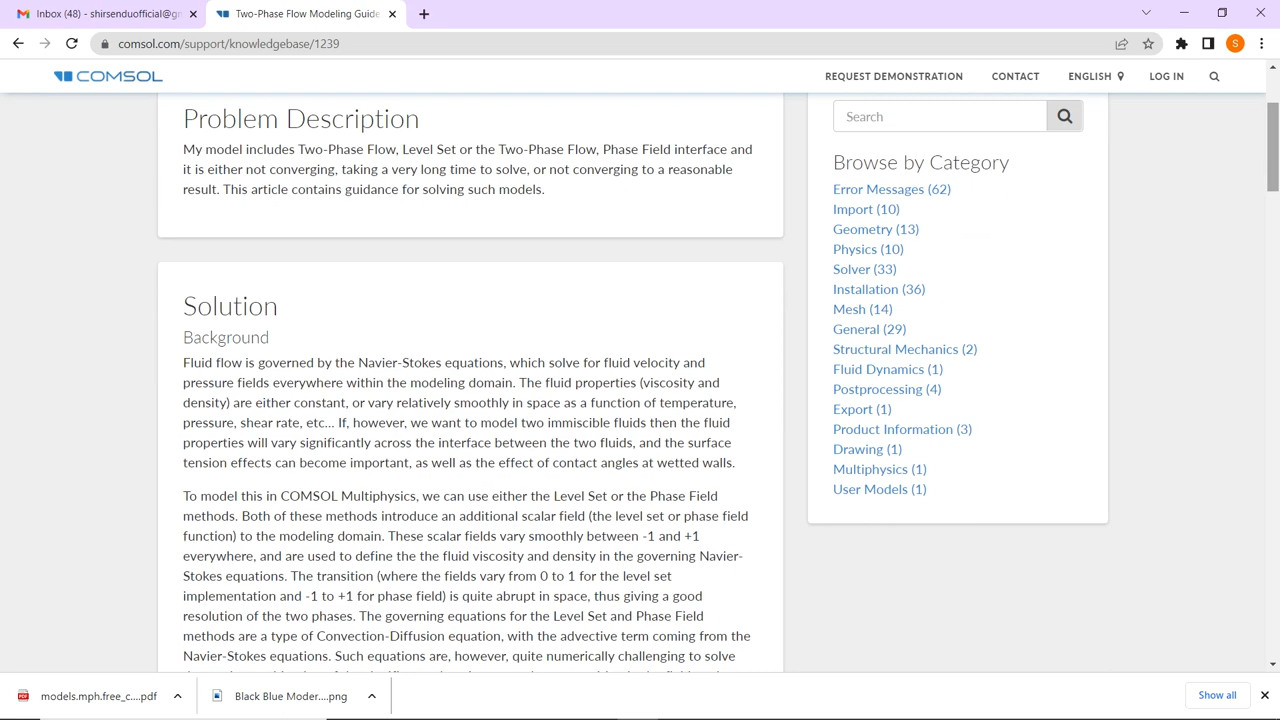 Inbox (48) - shirsenduofficial@gm
Two-Phase Flow Modeling Guide
comsol.com/support/knowledgebase/1239
S
COMSOL
REQUEST DEMONSTRATION
CONTACT
ENGLISH
LOG IN
Problem Description
My model includes Two-Phase Flow, Level Set or the Two-Phase Flow, Phase Field interface and
it is either not converging, taking a very long time to solve, or not converging to a reasonable
result. This article contains guidance for solving such models.
Solution
Background
Fluid flow is governed by the Navier-Stokes equations, which solve for fluid velocity and
pressure fields everywhere within the modeling domain. The fluid properties (viscosity and
density) are either constant, or vary relatively smoothly in space as a function of temperature,
pressure, shear rate, etc... If, however, we want to model two immiscible fluids then the fluid
properties will vary significantly across the interface between the two fluids, and the surface
tension effects can become important, as well as the effect of contact angles at wetted walls.
To model this in COMSOL Multiphysics, we can use either the Level Set or the Phase Field
methods. Both of these methods introduce an additional scalar field (the level set or phase field
function) to the modeling domain. These scalar fields vary smoothly between -1 and +1
everywhere, and are used to define the the fluid viscosity and density in the governing Navier-
Stokes equations. The transition (where the fields vary from 0 to 1 for the level set
implementation and -1 to +1 for phase field) is quite abrupt in space, thus giving a good
resolution of the two phases. The governing equations for the Level Set and Phase Field
methods are a type of Convection-Diffusion equation, with the advective term coming from the
Navier-Stokes equations. Such equations are, however, quite numerically challenging to solve
Search
Browse by Category
Error Messages (62)
Import (10)
Geometry (13)
Physics (10)
Solver (33)
Installation (36)
Mesh (14)
General (29)
Structural Mechanics (2)
Fluid Dynamics (1)
Postprocessing (4)
Export (1)
Product Information (3)
Drawing (1)
Multiphysics (1)
User Models (1)
models.mph.free_c....pdf
Black Blue Moder....png
Show all